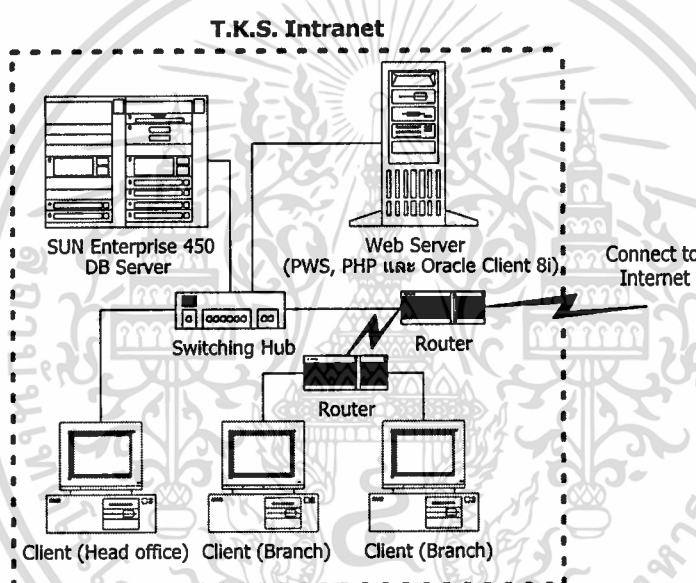 T.K.S. Intranet
SUN Enterprise 450
DB Server
Web Server
(PWS, PHP และ Oracle Client 8i)
Connect to
Internet
Switching Hub
Router
Router
Client (Head office)
Client (Branch)
Client (Branch)